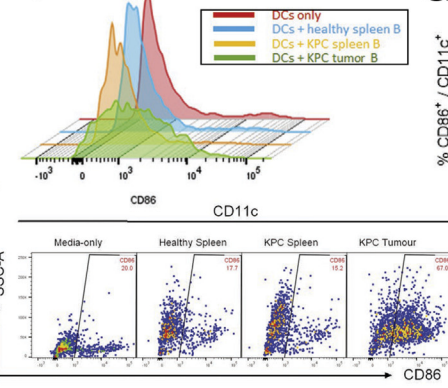 DCs only
DCs + healthy spleen B
DCs + KPC spleen B
DCs + KPC tumor B
% CD86+ / CD11c+
-10³ 0 10³ 10⁴ 10⁵
CD86
CD11c
Media-only Healthy Spleen KPC Spleen KPC Tumour
CD86 CD86 CD86 CD86
20.0 17.7 15.2 67.0
CD86